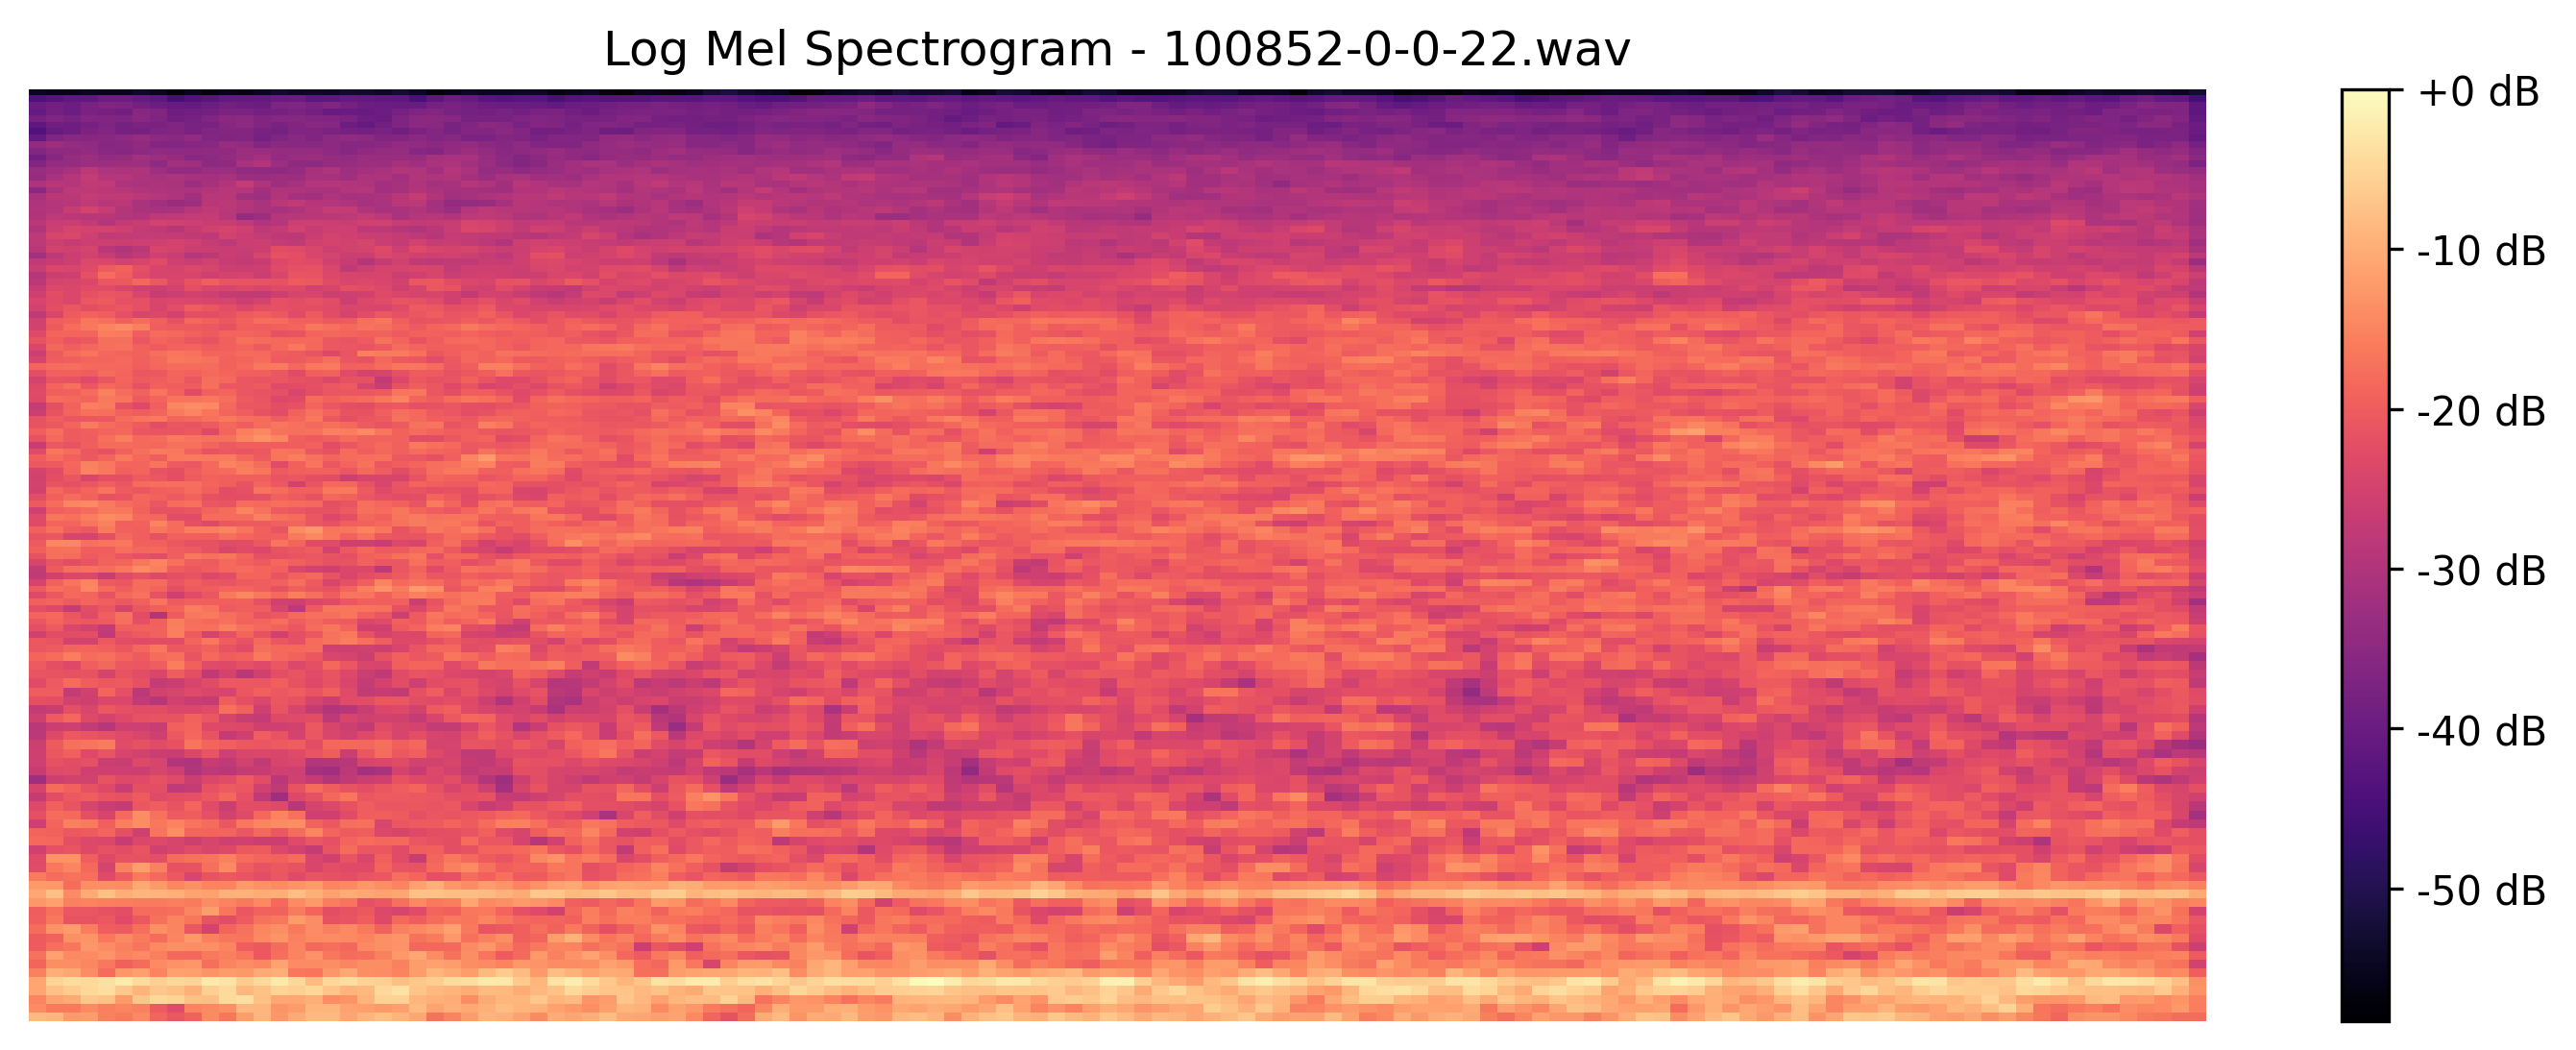 Log Mel Spectrogram - 100852-0-0-22.wav
+0 dB
-10 dB
-20 dB
-30 dB
-40 dB
-50 dB